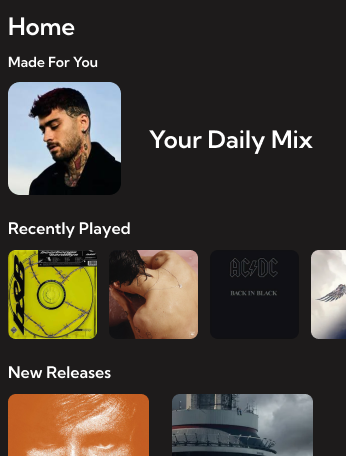 Home
Made For You
Your Daily Mix
Recently Played
AC DC
BACK IN BLACK
New Releases